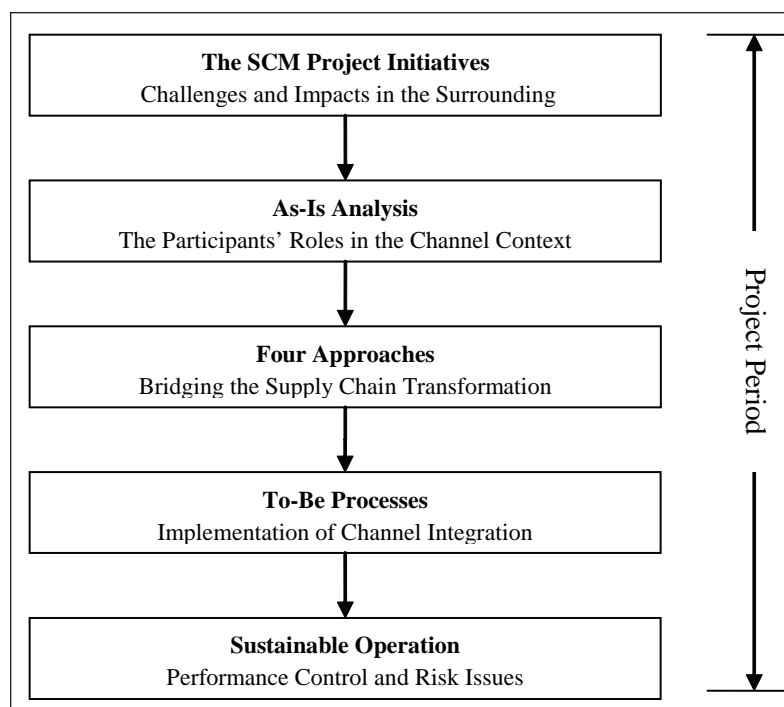 The SCM Project Initiatives
Challenges and Impacts in the Surrounding
As-Is Analysis
The Participants’ Roles in the Channel Context
Four Approaches
Bridging the Supply Chain Transformation
To-Be Processes
Implementation of Channel Integration
Sustainable Operation
Performance Control and Risk Issues
Project Period